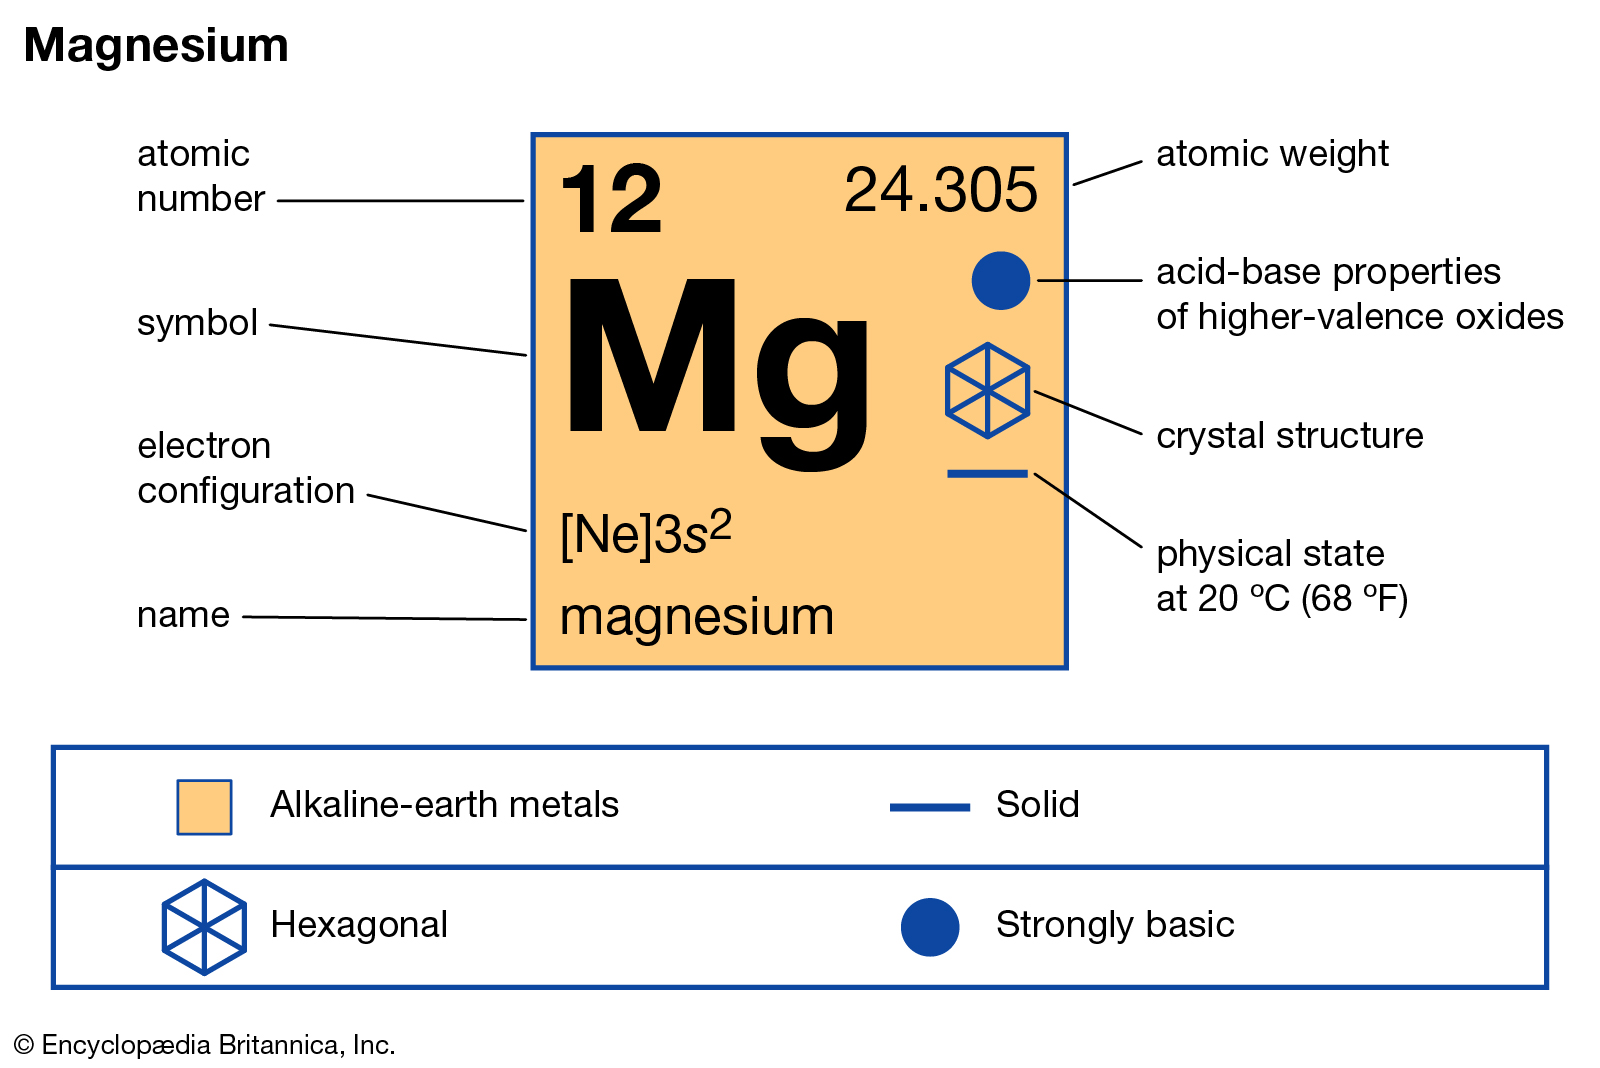 Magnesium
atomic
number
symbol
electron
configuration
name
12
24.305
Mg
[Ne]3s²
magnesium
atomic weight
acid-base properties
of higher-valence oxides
crystal structure
physical state
at 20 ºC (68 ºF)
Alkaline-earth metals
Solid
Hexagonal
Strongly basic
© Encyclopædia Britannica, Inc.